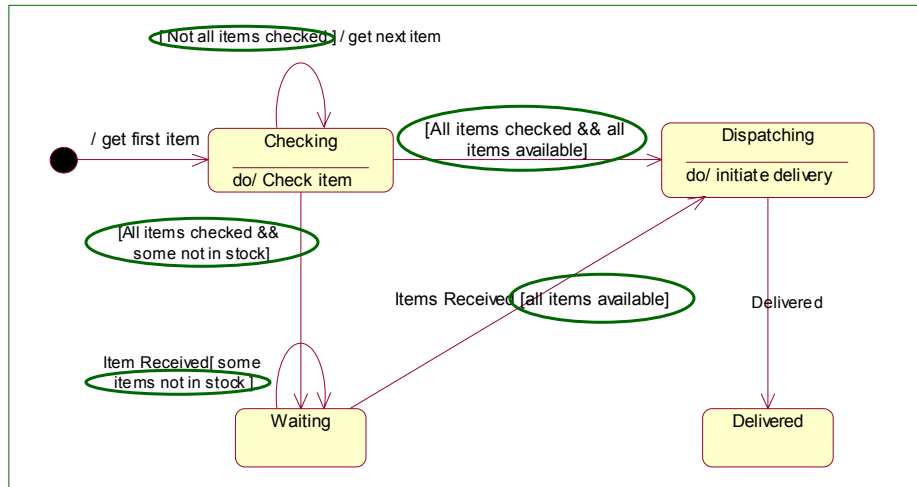 [ Not all items checked ] / get next item
/ get first item
Checking
do/ Check item
[All items checked && all
items available]
Dispatching
do/ initiate delivery
[All items checked &&
some not in stock]
Items Received [all items available]
Delivered
Item Received[ some
items not in stock ]
Waiting
Delivered